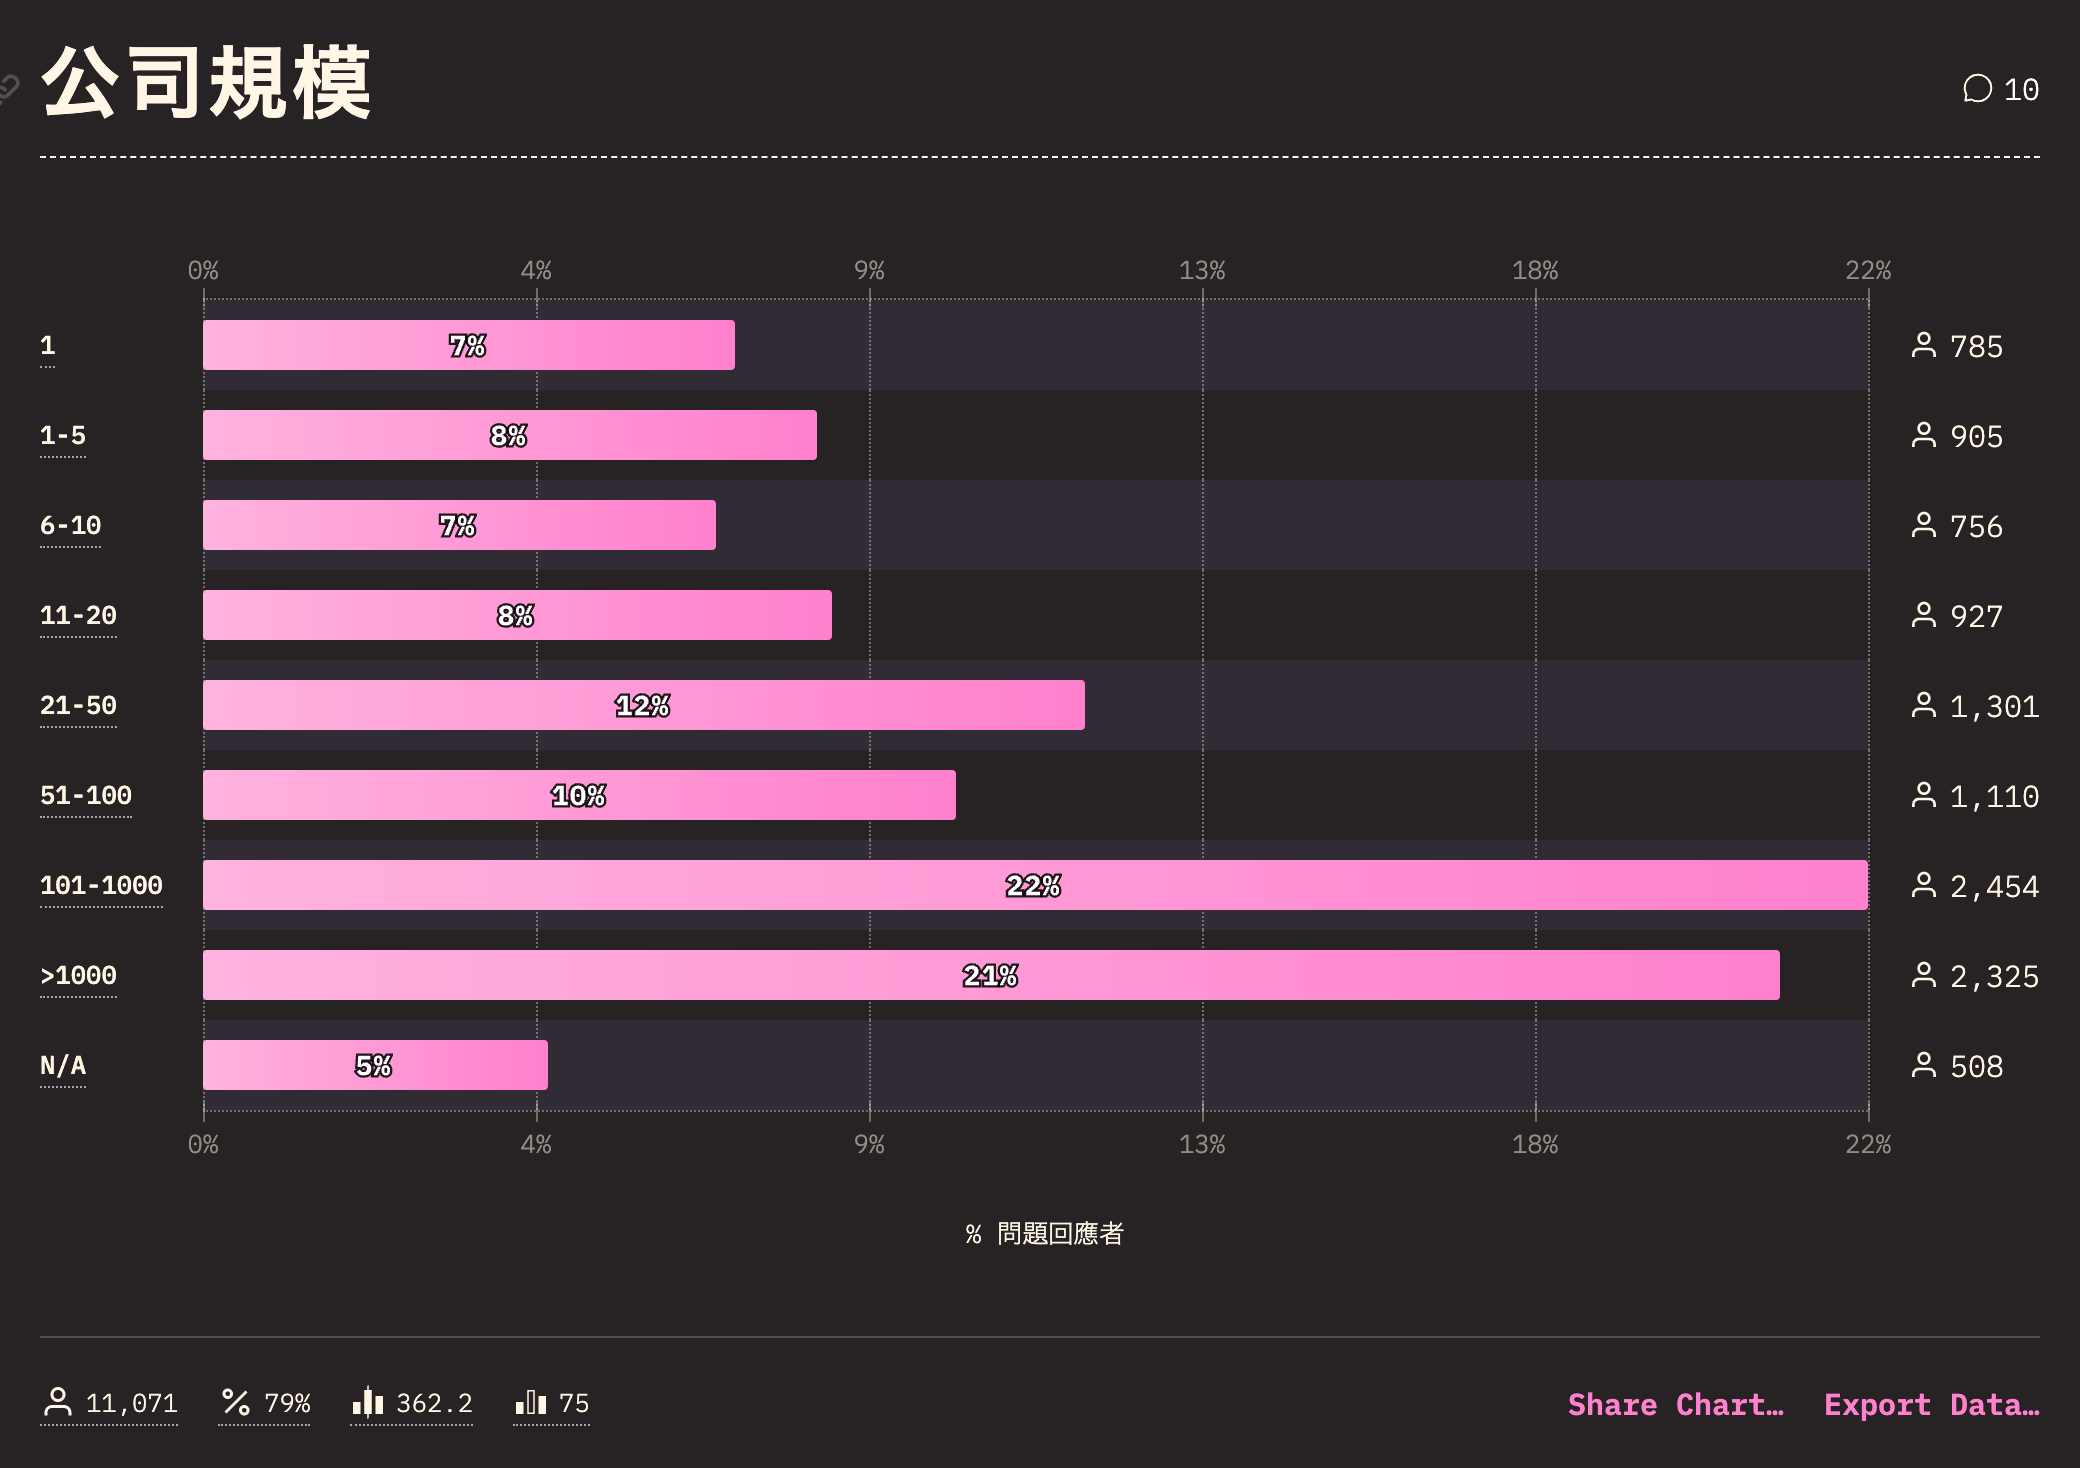 公司規模
10
0% 4% 9% 13% 18% 22%
1 7% 785
1-5 8% 905
6-10 7% 756
11-20 8% 927
21-50 12% 1,301
51-100 10% 1,110
101-1000 22% 2,454
>1000 21% 2,325
N/A 5% 508
0% 4% 9% 13% 18% 22%
% 問題回應者
11,071 % 79% 362.2 75 Share Chart… Export Data…